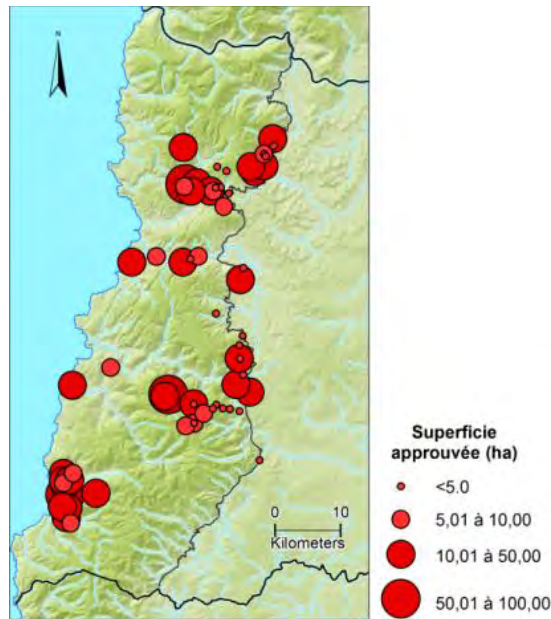 N
0 10
Kilometers
Superficie
approuvée (ha)
<5.0
5,01 à 10,00
10,01 à 50,00
50,01 à 100,00